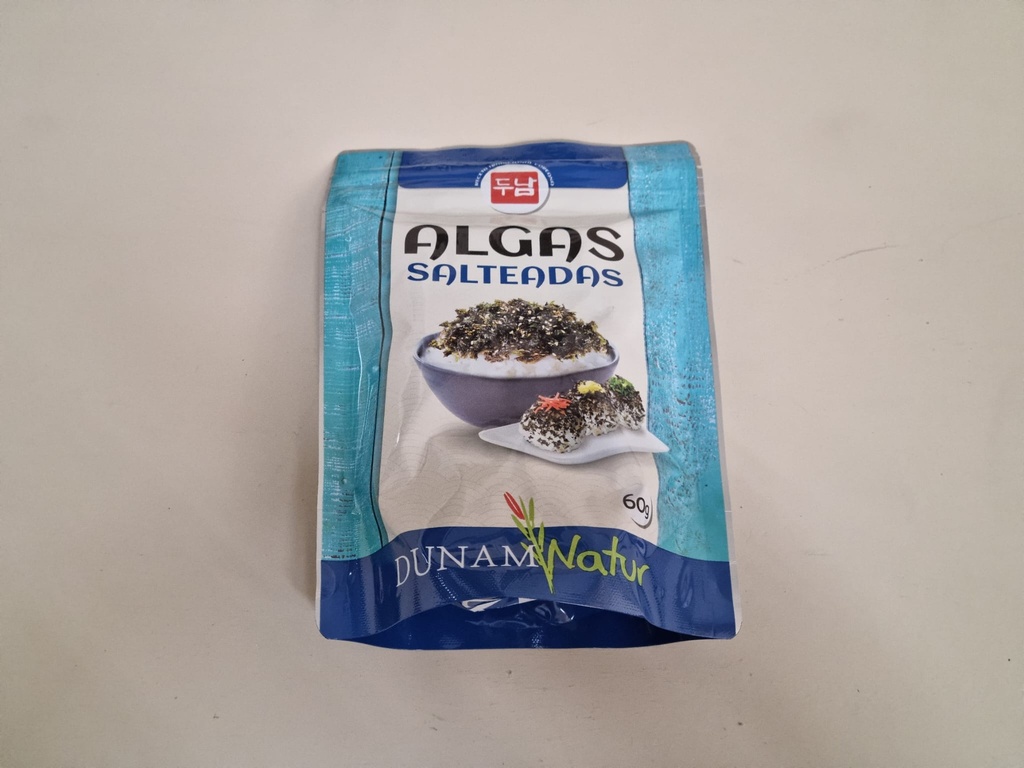 두남
ALGAS
SALTEADAS
60g
DUNAM Natur